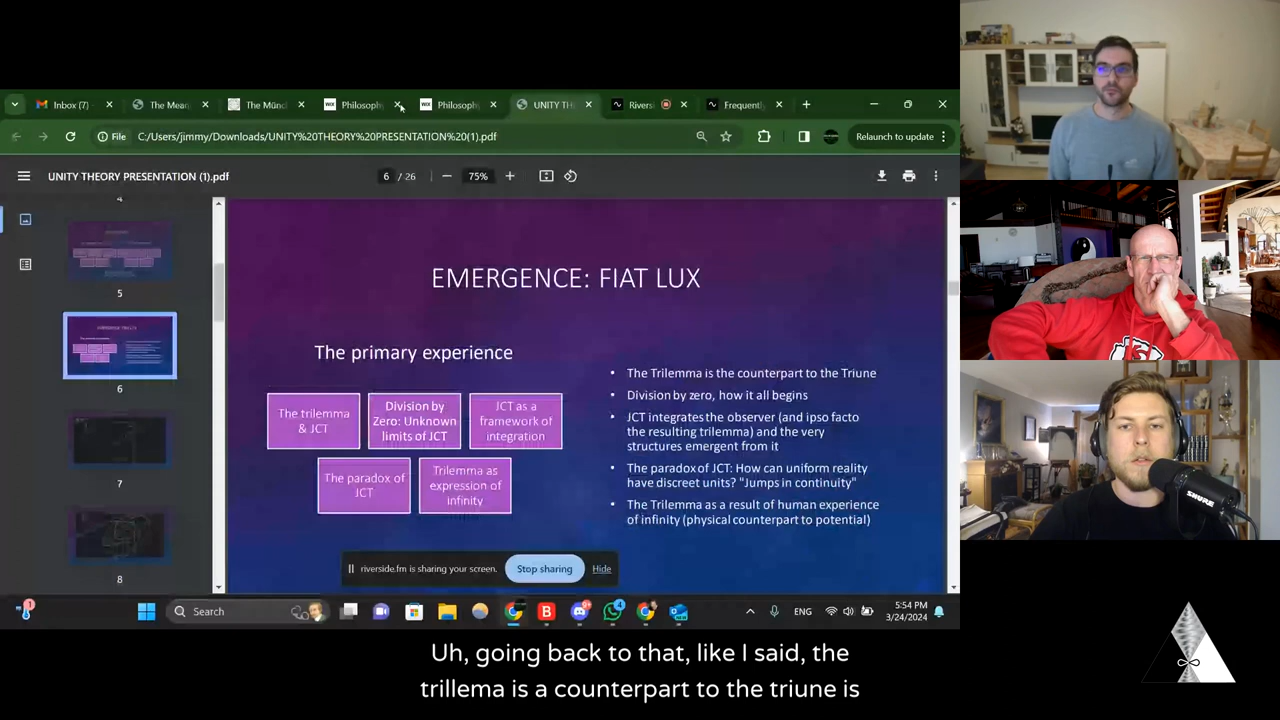 Inbox (7)
The Mean
The Münc
Philosophy
Philosophy
UNITY TH
Rivers
Frequentl
File
C:/Users/jimmy/Downloads/UNITY%20THEORY%20PRESENTATION%20(1).pdf
Relaunch to update
UNITY THEORY PRESENTATION (1).pdf
6 / 26
75%
4
5
6
7
8
EMERGENCE: FIAT LUX
The primary experience
The trilemma
& JCT
Division by
Zero: Unknown
limits of JCT
JCT as a
framework of
integration
The paradox of
JCT
Trilemma as
expression of
infinity
• The Trilemma is the counterpart to the Triune
• Division by zero, how it all begins
• JCT integrates the observer (and ipso facto
the resulting trilemma) and the very
structures emergent from it
• The paradox of JCT: How can uniform reality
have discreet units? "Jumps in continuity"
• The Trilemma as a result of human experience
of infinity (physical counterpart to potential)
riverside.fm is sharing your screen.
Stop sharing
Hide
1
Search
4
ENG
5:54 PM
3/24/2024
SHURE
Uh, going back to that, like I said, the
trillema is a counterpart to the triune is